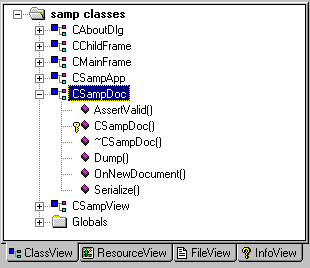 samp classes
CAboutDlg
CChildFrame
CMainFrame
CSampApp
CSampDoc
AssertValid()
CSampDoc()
~CSampDoc()
Dump()
OnNewDocument()
Serialize()
CSampView
Globals
ClassView ResourceView FileView InfoView